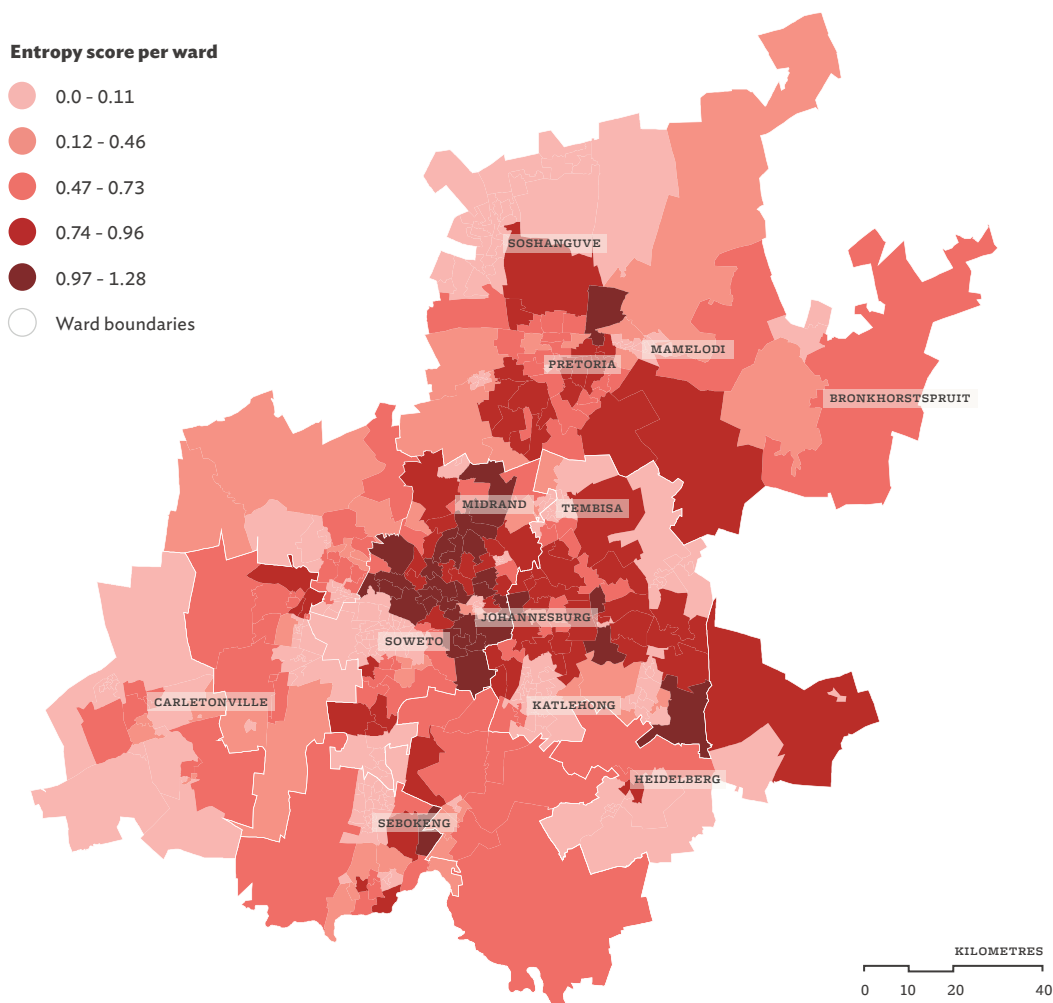 Entropy score per ward
0.0 - 0.11
0.12 - 0.46
0.47 - 0.73
0.74 - 0.96
0.97 - 1.28
Ward boundaries
SOSHANGUVE
MAMELODI
PRETORIA
BRONKHORSTSPRUIT
MIDRAND
TEMBISA
JOHANNESBURG
SOWETO
CARLETONVILLE
KATLEHONG
HEIDELBERG
SEBOKENG
KILOMETRES
0 10 20 40